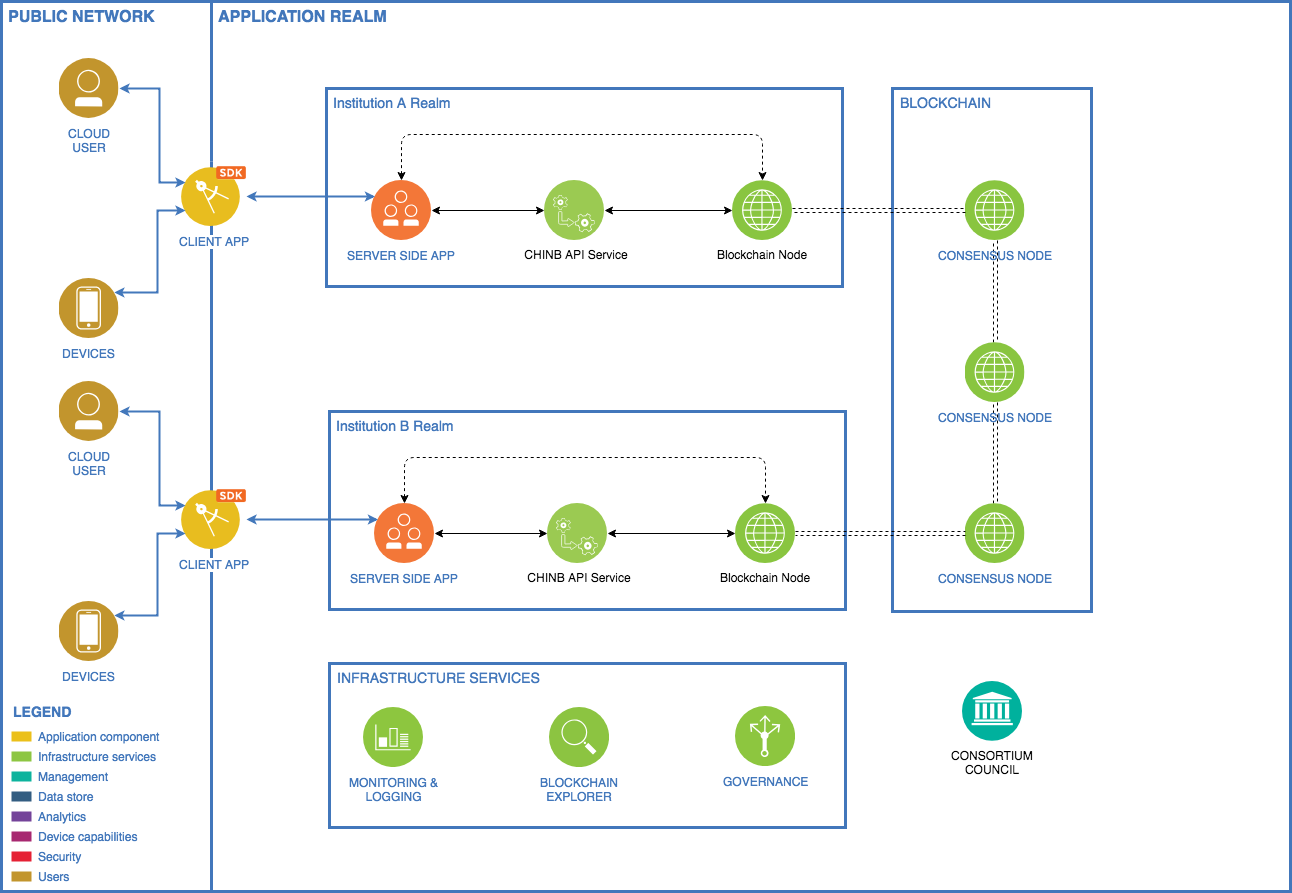 PUBLIC NETWORK
APPLICATION REALM
CLOUD
USER
SDK
CLIENT APP
DEVICES
Institution A Realm
SERVER SIDE APP
CHINB API Service
Blockchain Node
BLOCKCHAIN
CONSENSUS NODE
CONSENSUS NODE
CONSENSUS NODE
CLOUD
USER
SDK
CLIENT APP
DEVICES
Institution B Realm
SERVER SIDE APP
CHINB API Service
Blockchain Node
INFRASTRUCTURE SERVICES
MONITORING &
LOGGING
BLOCKCHAIN
EXPLORER
GOVERNANCE
CONSORTIUM
COUNCIL
LEGEND
Application component
Infrastructure services
Management
Data store
Analytics
Device capabilities
Security
Users